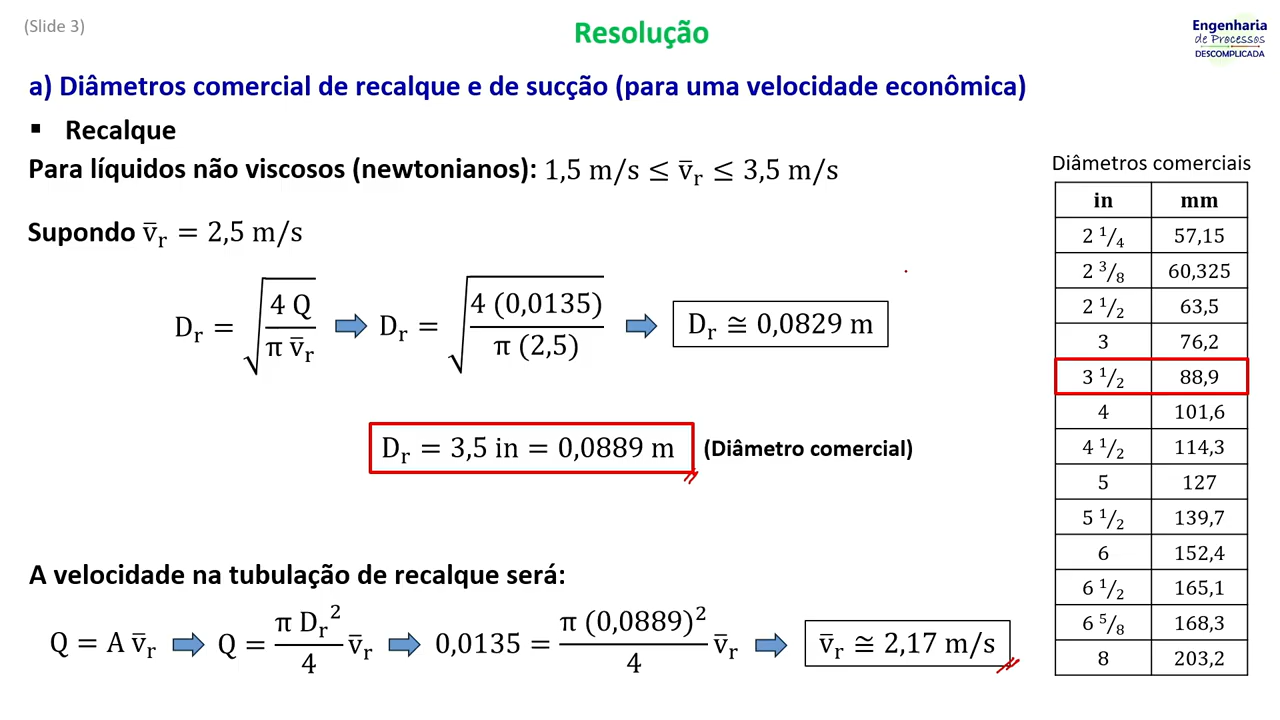 (Slide 3)
Resolução
Engenharia
de Processos
DESCOMPLICADA
a) Diâmetros comercial de recalque e de sucção (para uma velocidade econômica)
▪ Recalque
Para líquidos não viscosos (newtonianos): 1,5 m/s ≤ v̅r ≤ 3,5 m/s
Supondo v̅r = 2,5 m/s
Dr = √(4 Q / π v̅r) ⇒ Dr = √(4 (0,0135) / π (2,5)) ⇒ Dr ≅ 0,0829 m
Dr = 3,5 in = 0,0889 m (Diâmetro comercial)
A velocidade na tubulação de recalque será:
Q = A v̅r ⇒ Q = π Dr² / 4 v̅r ⇒ 0,0135 = π (0,0889)² / 4 v̅r ⇒ v̅r ≅ 2,17 m/s
Diâmetros comerciais
in mm
2 1/4 57,15
2 3/8 60,325
2 1/2 63,5
3 76,2
3 1/2 88,9
4 101,6
4 1/2 114,3
5 127
5 1/2 139,7
6 152,4
6 1/2 165,1
6 5/8 168,3
8 203,2